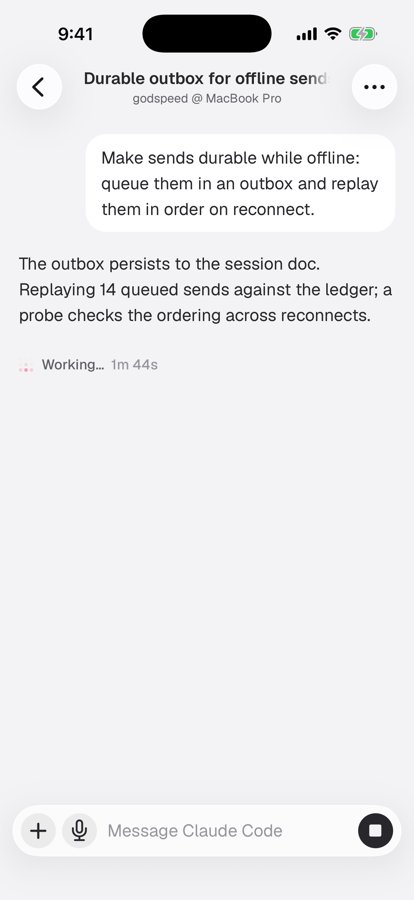 9:41
Durable outbox for offline send
godspeed @ MacBook Pro
Make sends durable while offline:
queue them in an outbox and replay
them in order on reconnect.
The outbox persists to the session doc.
Replaying 14 queued sends against the ledger; a
probe checks the ordering across reconnects.
Working... 1m 44s
Message Claude Code